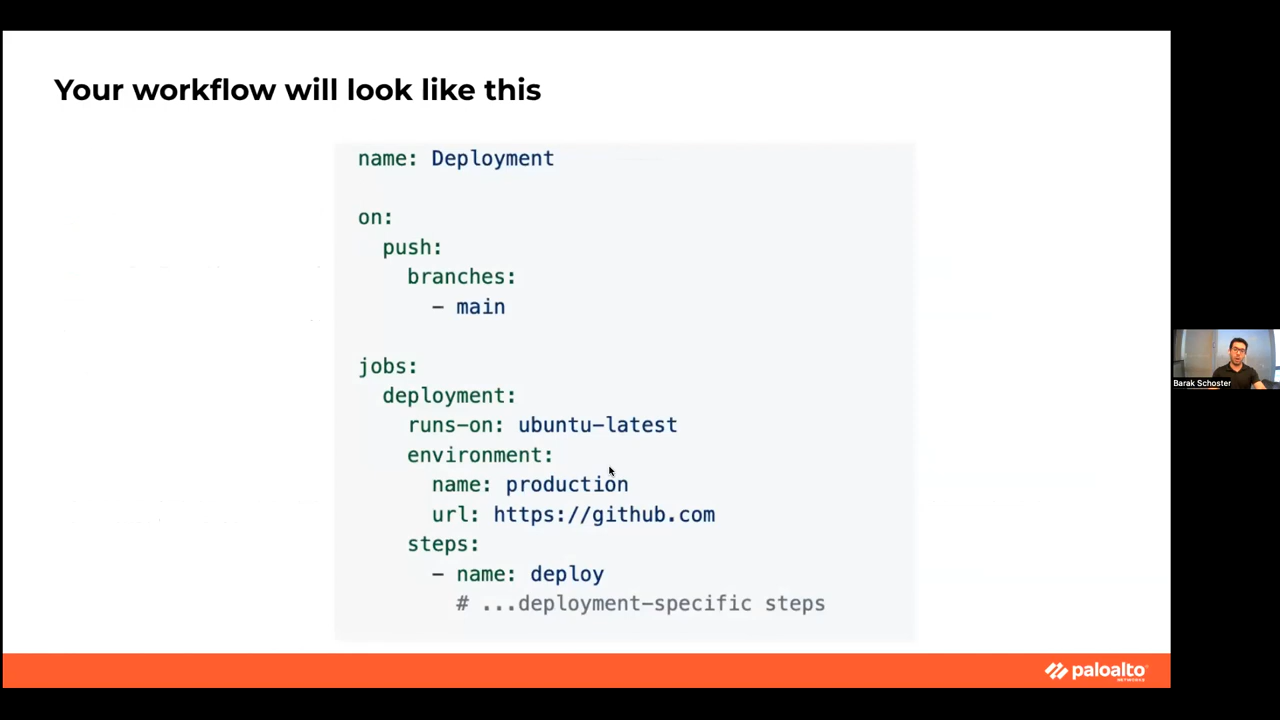 Your workflow will look like this
name: Deployment
on:
push:
branches:
- main
jobs:
deployment:
runs-on: ubuntu-latest
environment:
name: production
url: https://github.com
steps:
- name: deploy
# ...deployment-specific steps
Barak Schoster
paloalto
NETWORKS